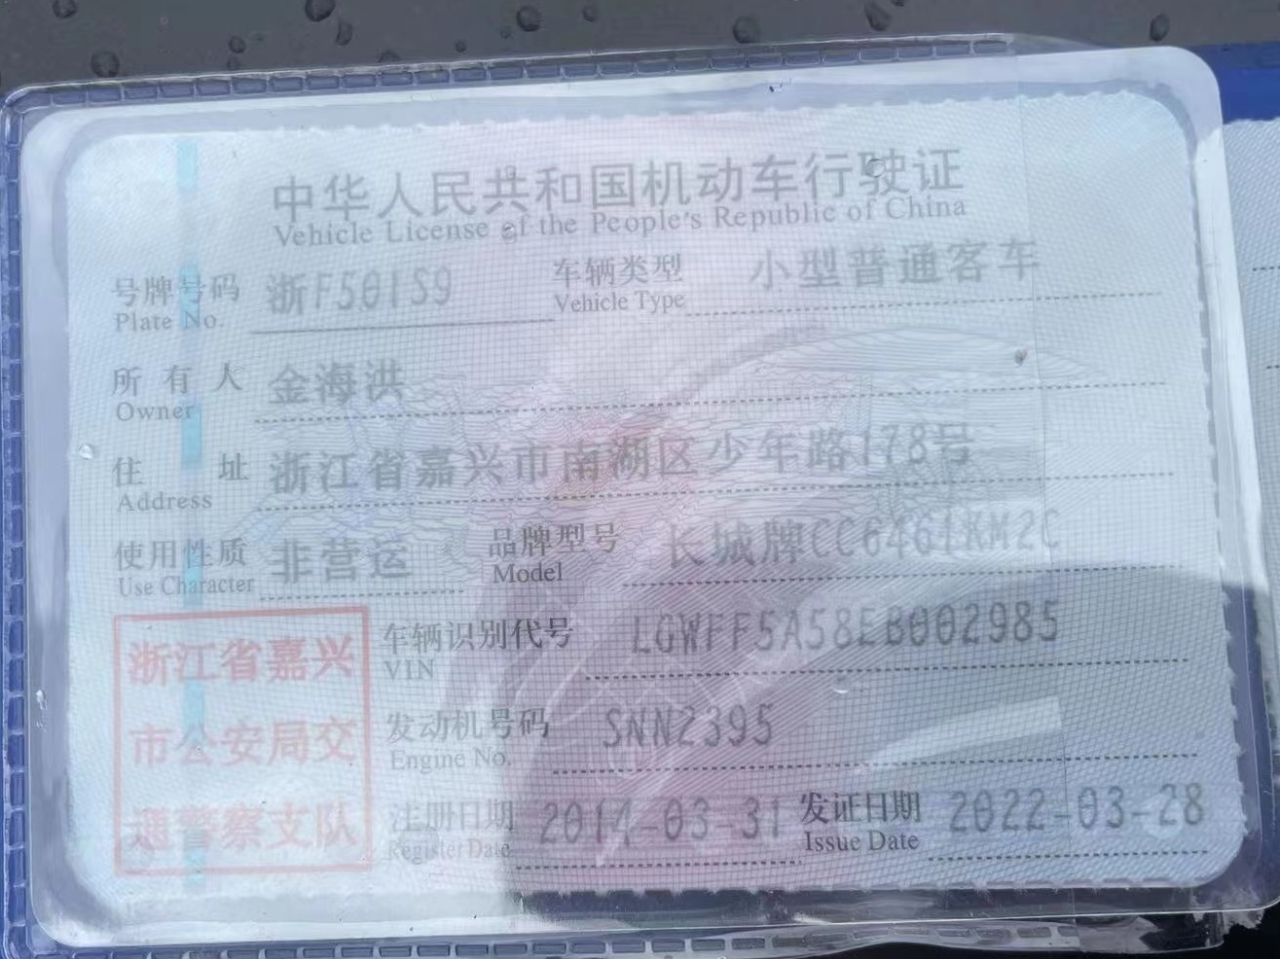 中华人民共和国机动车行驶证
Vehicle License of the People's Republic of China
号牌号码 浙F501S9 车辆类型 小型普通客车
Plate No. Vehicle Type
所有人 金海洪
Owner
住址 浙江省嘉兴市南湖区少年路178号
Address
使用性质 非营运 品牌型号 长城牌CC6461KM2C
Use Character Model
浙江省嘉兴
市公安局交
通警察支队
车辆识别代号 LGWFF5A58EB002985
VIN
发动机号码 SNN2395
Engine No.
注册日期 2014-03-31 发证日期 2022-03-28
Register Date Issue Date